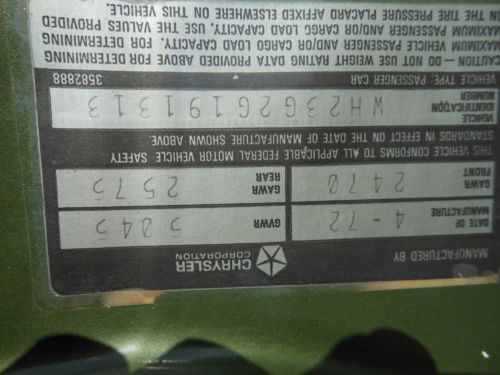 MANUFACTURED BY
CHRYSLER
CORPORATION
DATE OF
MANUFACTURE
4-72
GVWR
5045
GAWR
FRONT
2470
GAWR
REAR
2575
THIS VEHICLE CONFORMS TO ALL APPLICABLE FEDERAL MOTOR VEHICLE SAFETY
STANDARDS IN EFFECT ON THE DATE OF MANUFACTURE SHOWN ABOVE
VEHICLE
IDENTIFICATION
NUMBER
WH23G2G191313
VEHICLE TYPE: PASSENGER CAR
3582888
CAUTION — DO NOT USE WEIGHT RATING DATA PROVIDED ABOVE FOR DETERMINING
MAXIMUM VEHICLE PASSENGER AND/OR CARGO LOAD CAPACITY. FOR DETERMINING
MAXIMUM PASSENGER AND/OR CARGO LOAD CAPACITY, USE THE VALUES PROVIDED
ON THE TIRE PRESSURE PLACARD AFFIXED ELSEWHERE ON THIS VEHICLE